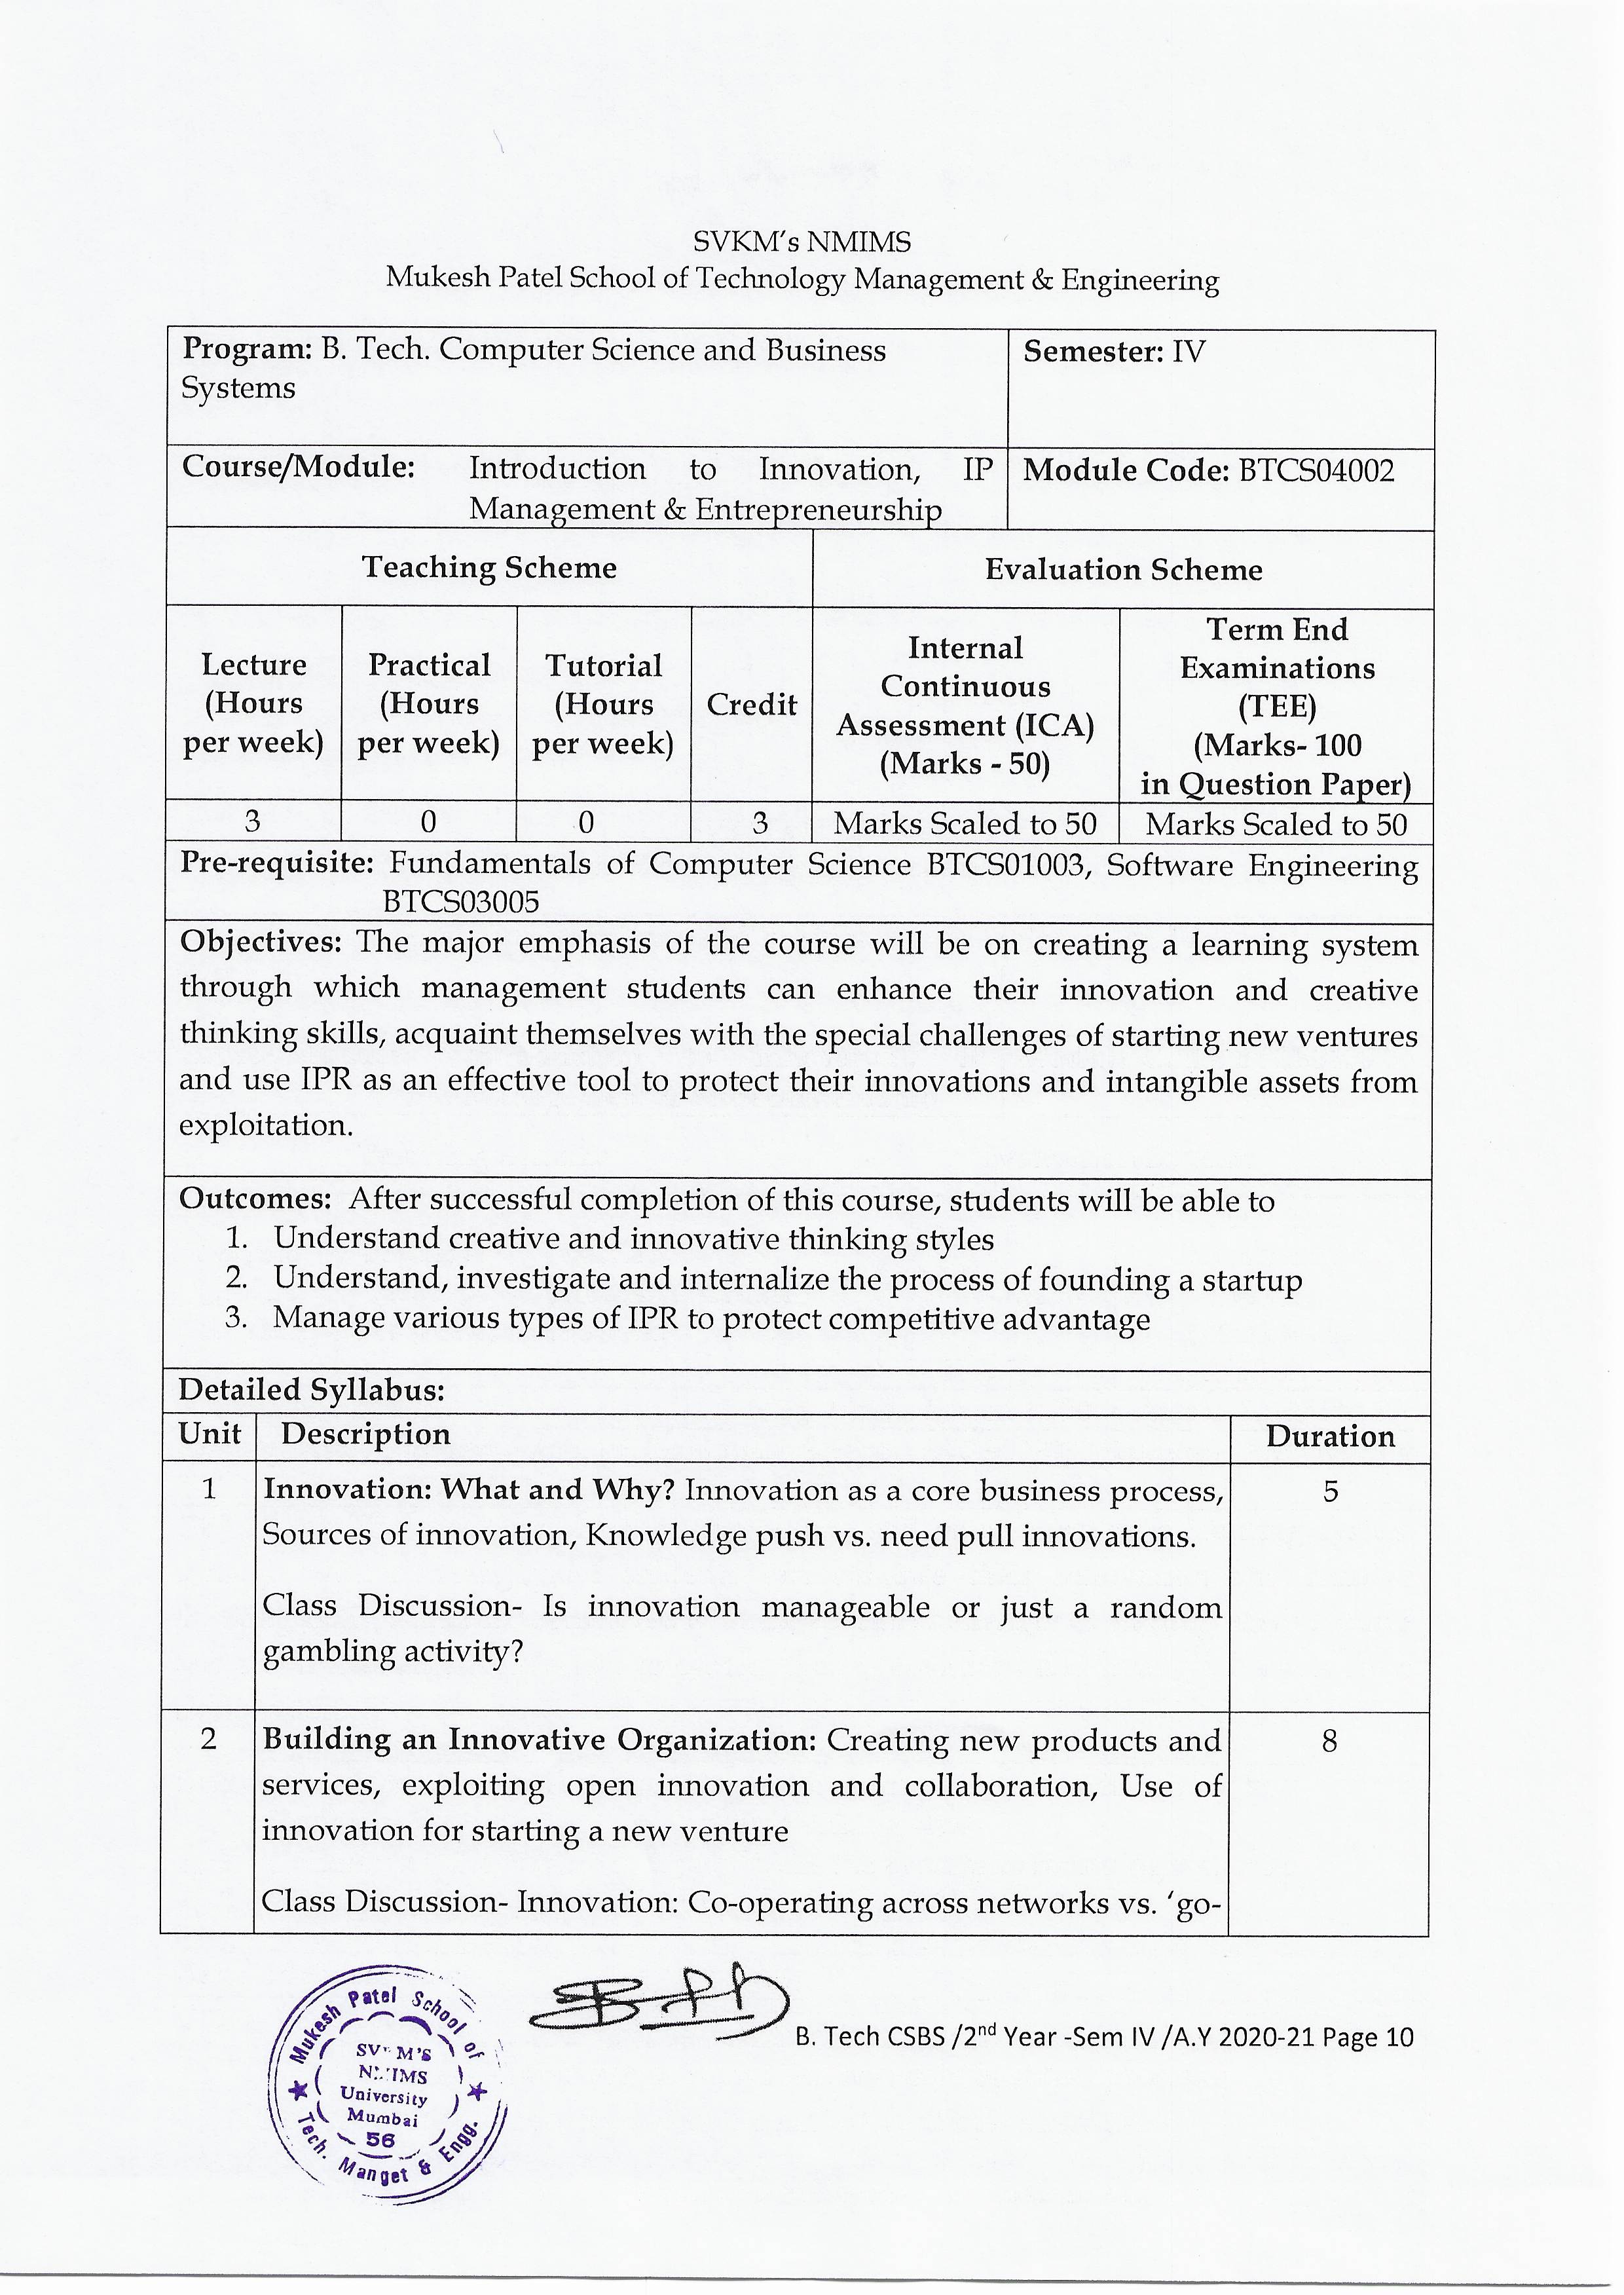 SVKM's NMIMS
Mukesh Patel School of Technology Management & Engineering
Program: B. Tech. Computer Science and Business
Systems
Semester: IV
Course/Module: Introduction to Innovation, IP
Management & Entrepreneurship
Module Code: BTCS04002
Teaching Scheme
Evaluation Scheme
Lecture
(Hours
per week)
Practical
(Hours
per week)
Tutorial
(Hours
per week)
Credit
Internal
Continuous
Assessment (ICA)
(Marks - 50)
Term End
Examinations
(TEE)
(Marks- 100
in Question Paper)
3
0
0
3
Marks Scaled to 50
Marks Scaled to 50
Pre-requisite: Fundamentals of Computer Science BTCS01003, Software Engineering
BTCS03005
Objectives: The major emphasis of the course will be on creating a learning system
through which management students can enhance their innovation and creative
thinking skills, acquaint themselves with the special challenges of starting new ventures
and use IPR as an effective tool to protect their innovations and intangible assets from
exploitation.
Outcomes: After successful completion of this course, students will be able to
1. Understand creative and innovative thinking styles
2. Understand, investigate and internalize the process of founding a startup
3. Manage various types of IPR to protect competitive advantage
Detailed Syllabus:
Unit
Description
Duration
1
Innovation: What and Why? Innovation as a core business process,
Sources of innovation, Knowledge push vs. need pull innovations.
Class Discussion- Is innovation manageable or just a random
gambling activity?
5
2
Building an Innovative Organization: Creating new products and
services, exploiting open innovation and collaboration, Use of
innovation for starting a new venture
Class Discussion- Innovation: Co-operating across networks vs. 'go-
8
Mukesh Patel School of
Tech. Manget & Engg.
SVKM'S
NMIMS
University
Mumbai
56
B. Tech CSBS /2nd Year -Sem IV /A.Y 2020-21 Page 10